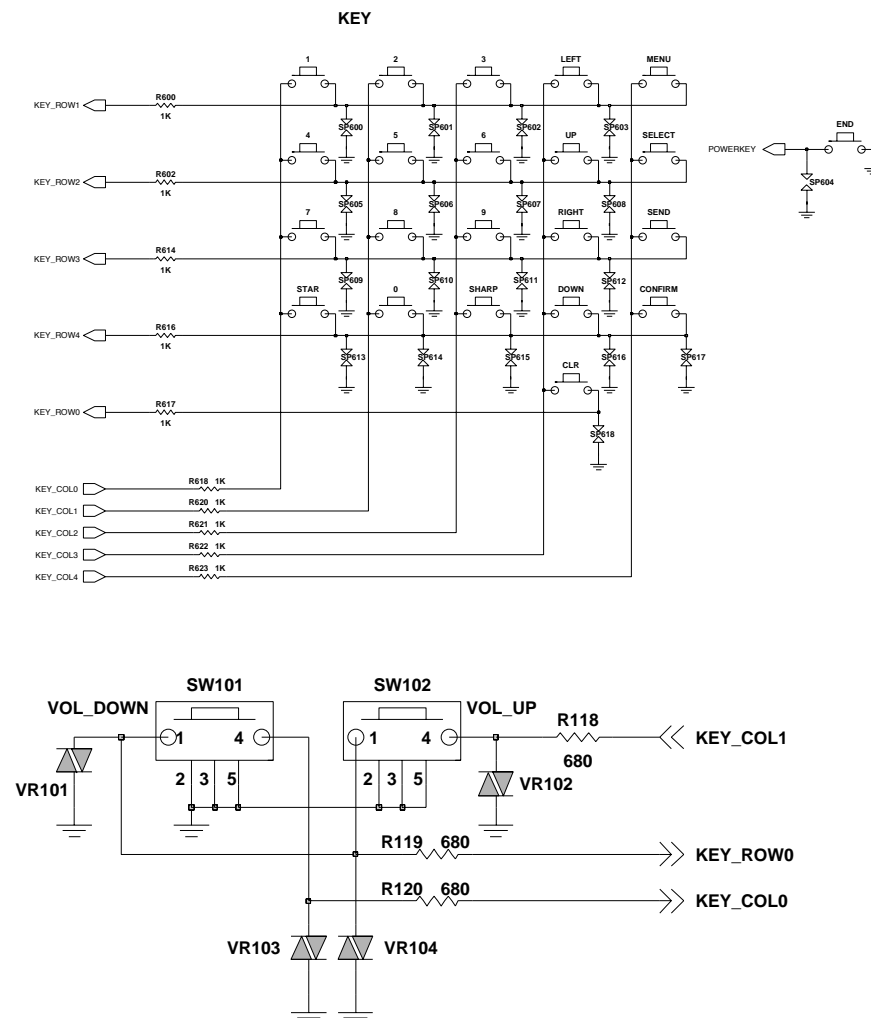 KEY
1 2 3 LEFT MENU
R600
KEY_ROW1
1K
END
SP600 SP601 SP602 SP603
4 5 6 UP SELECT
POWERKEY
R602
SP604
KEY_ROW2
1K
SP605 SP606 SP607 SP608
7 8 9 RIGHT SEND
R614
KEY_ROW3
1K
SP609 SP610 SP611 SP612
STAR 0 SHARP DOWN CONFIRM
R616
KEY_ROW4
1K
SP613 SP614 SP615 SP616 SP617
CLR
R617
KEY_ROW0
1K
SP618
R618 1K
KEY_COL0
R620 1K
KEY_COL1
R621 1K
KEY_COL2
R622 1K
KEY_COL3
R623 1K
KEY_COL4
SW101 SW102
VOL_DOWN VOL_UP
R118
1 4 1 4
KEY_COL1
680
2 3 5 2 3 5
VR101 VR102
R119 680
KEY_ROW0
R120 680
KEY_COL0
VR103 VR104